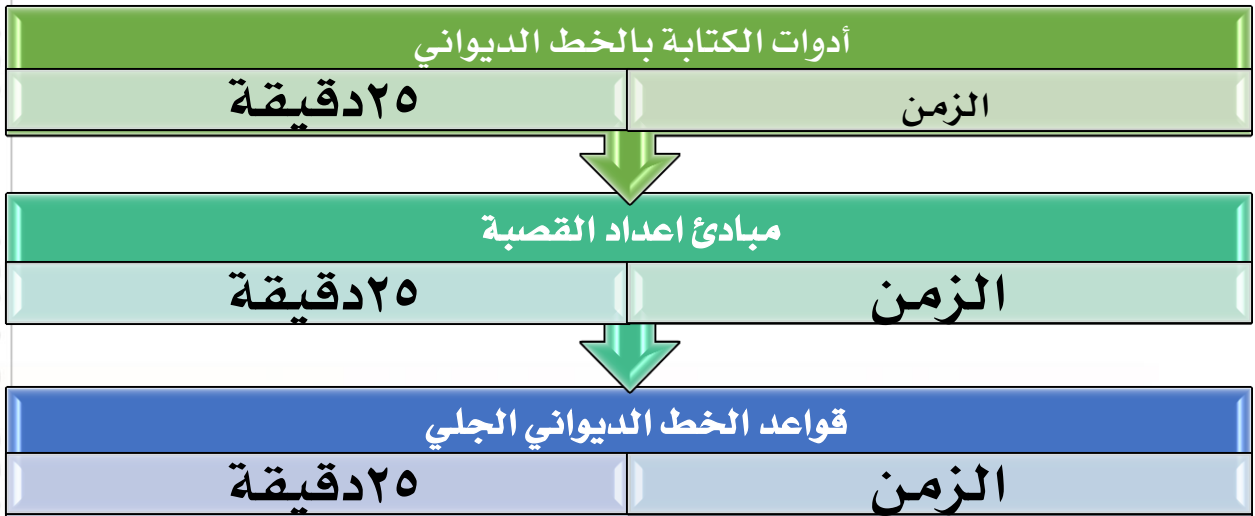 أدوات الكتابة بالخط الديواني
الزمن ٢٥دقيقة
مبادئ اعداد القصبة
الزمن ٢٥دقيقة
قواعد الخط الديواني الجلي
الزمن ٢٥دقيقة